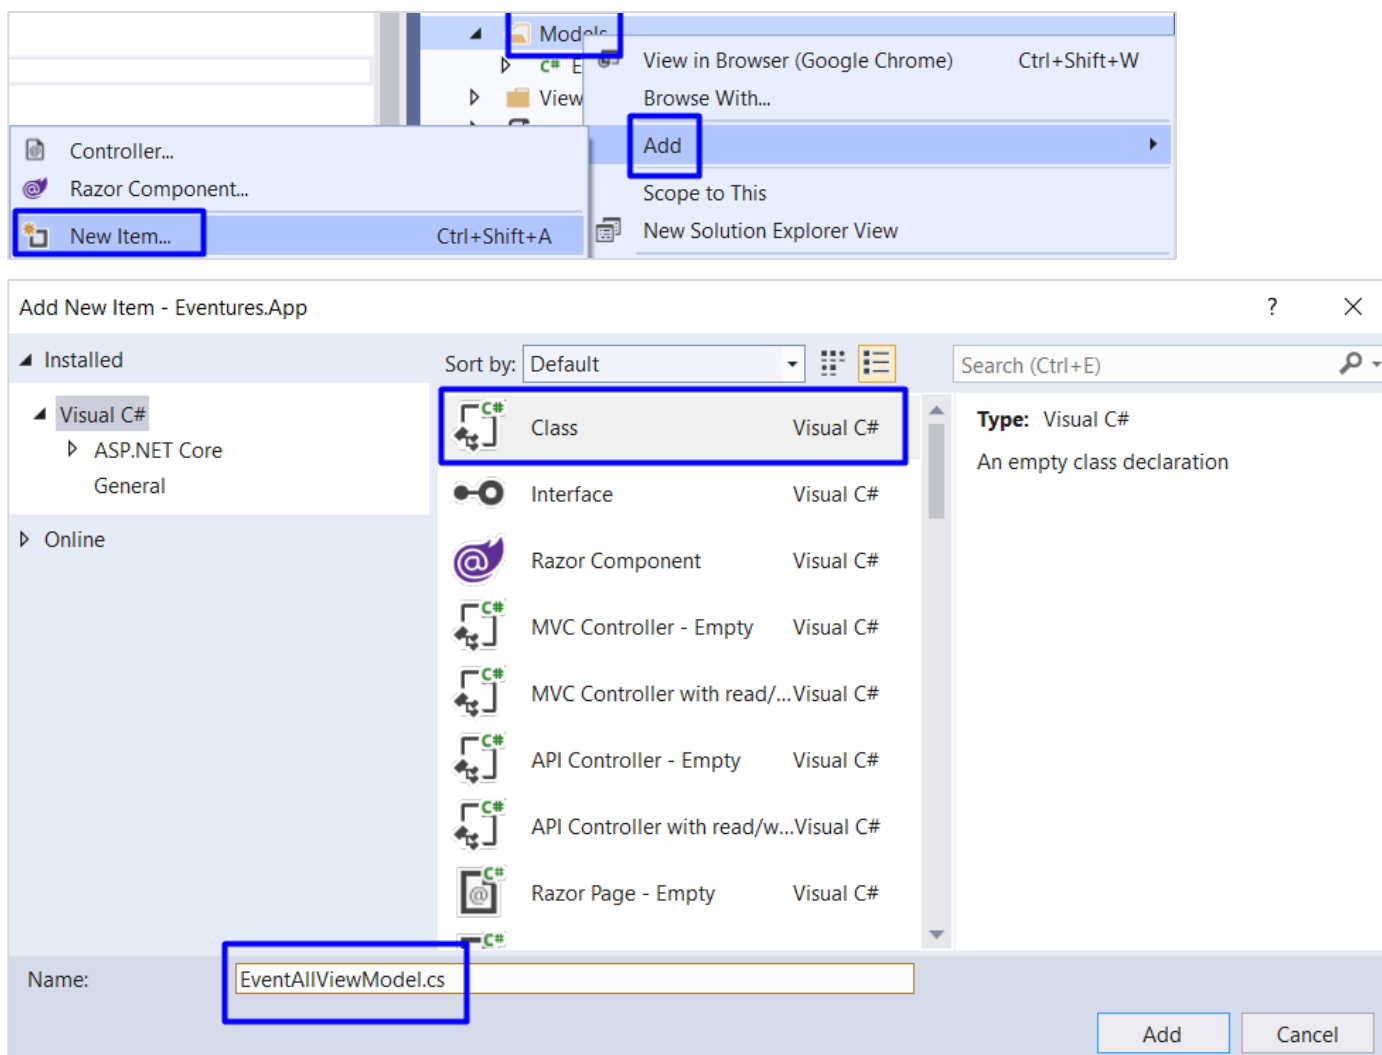 Models
View in Browser (Google Chrome) Ctrl+Shift+W
C# E
View
Browse With...
Add
Controller...
Razor Component...
Scope to This
New Item... Ctrl+Shift+A
New Solution Explorer View
Add New Item - Eventures.App ?
Installed
Sort by: Default
Search (Ctrl+E)
Visual C#
ASP.NET Core
General
Online
C# Class Visual C#
Interface Visual C#
@ Razor Component Visual C#
C# MVC Controller - Empty Visual C#
C# MVC Controller with read/... Visual C#
C# API Controller - Empty Visual C#
C# API Controller with read/w... Visual C#
C# @ Razor Page - Empty Visual C#
C#
Type: Visual C#
An empty class declaration
Name: EventAllViewModel.cs
Add Cancel